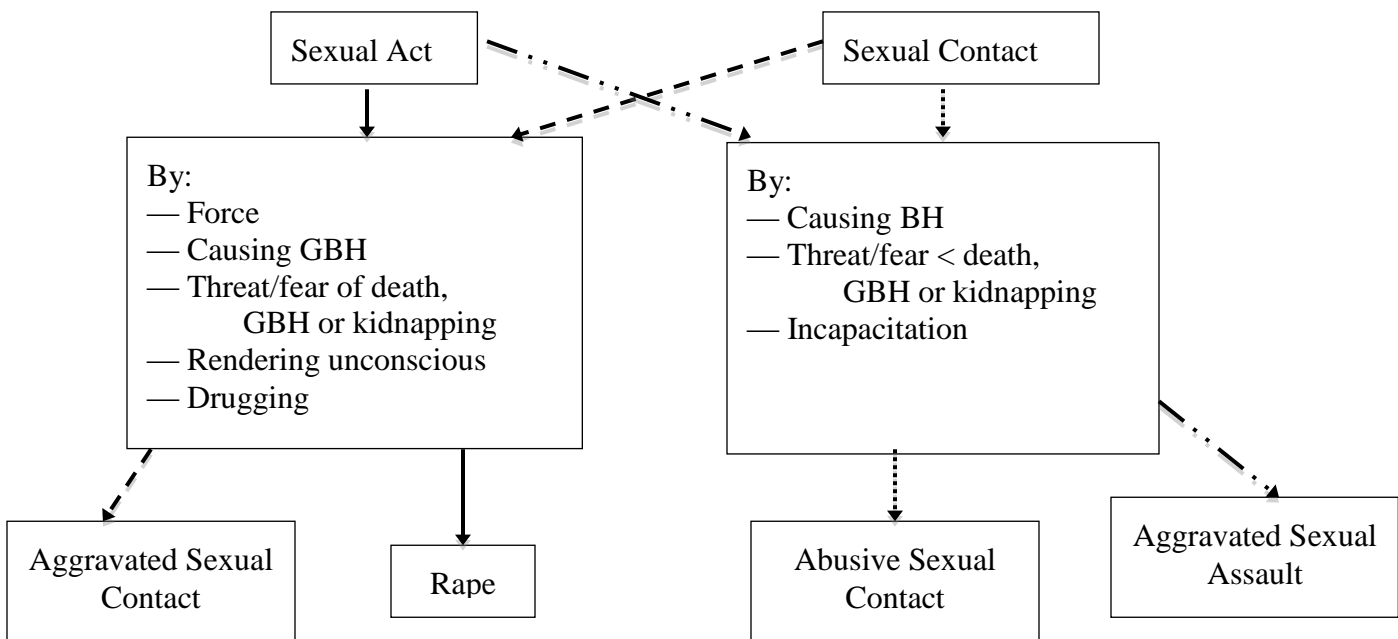 Sexual Act
Sexual Contact
By:
— Force
— Causing GBH
— Threat/fear of death,
GBH or kidnapping
— Rendering unconscious
— Drugging
By:
— Causing BH
— Threat/fear < death,
GBH or kidnapping
— Incapacitation
Aggravated Sexual
Contact
Rape
Abusive Sexual
Contact
Aggravated Sexual
Assault